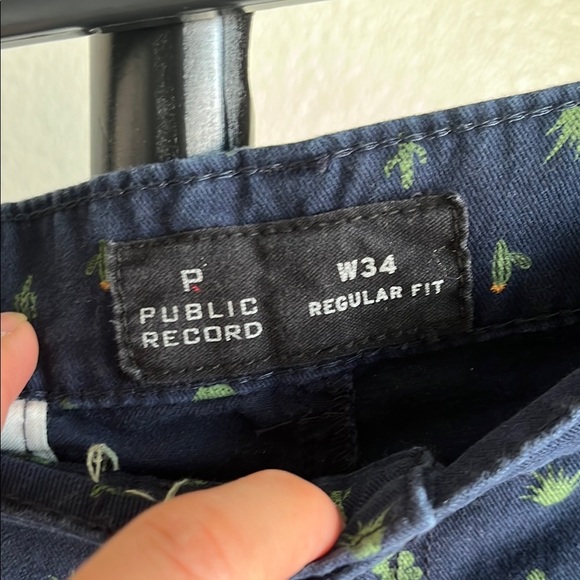 P
PUBLIC
RECORD
W34
REGULAR FIT